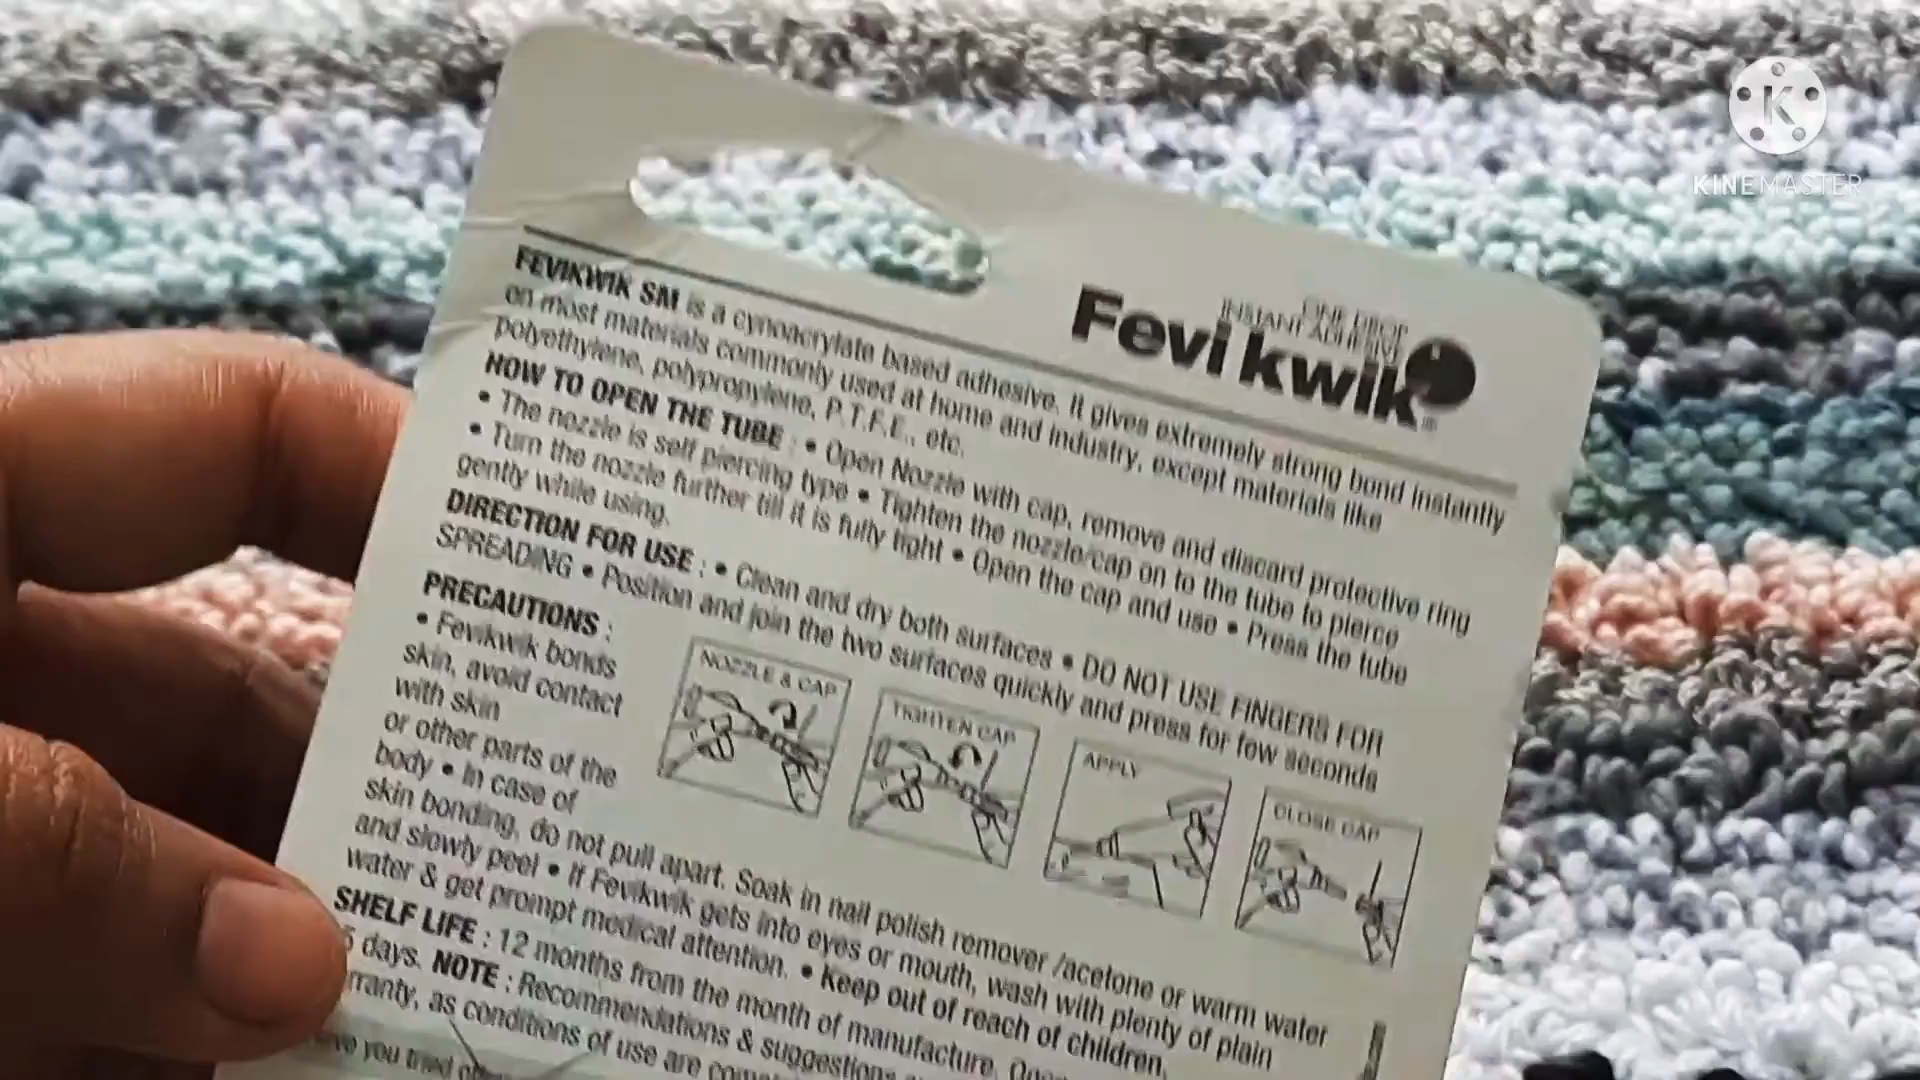 KINEMASTER
ONE DROP
INSTANT ADHESIVE
Fevi kwik
FEVIKWIK SM is a cynoacrylate based adhesive. It gives extremely strong bond instantly
on most materials commonly used at home and industry, except materials like
polyethylene, polypropylene, P.T.F.E., etc.
HOW TO OPEN THE TUBE : • Open Nozzle with cap, remove and discard protective ring
• The nozzle is self piercing type • Tighten the nozzle/cap on to the tube to pierce
• Turn the nozzle further till it is fully tight • Open the cap and use • Press the tube
gently while using.
DIRECTION FOR USE : • Clean and dry both surfaces • DO NOT USE FINGERS FOR
SPREADING • Position and join the two surfaces quickly and press for few seconds
PRECAUTIONS :
• Fevikwik bonds
skin, avoid contact
with skin
or other parts of the
body • In case of
skin bonding, do not pull apart. Soak in nail polish remover /acetone or warm water
and slowly peel • If Fevikwik gets into eyes or mouth, wash with plenty of plain
water & get prompt medical attention. • Keep out of reach of children.
NOZZLE & CAP
TIGHTEN CAP
APPLY
CLOSE CAP
SHELF LIFE : 12 months from the month of manufacture.
5 days. NOTE : Recommendations & suggestions
as conditions of use are
you tried